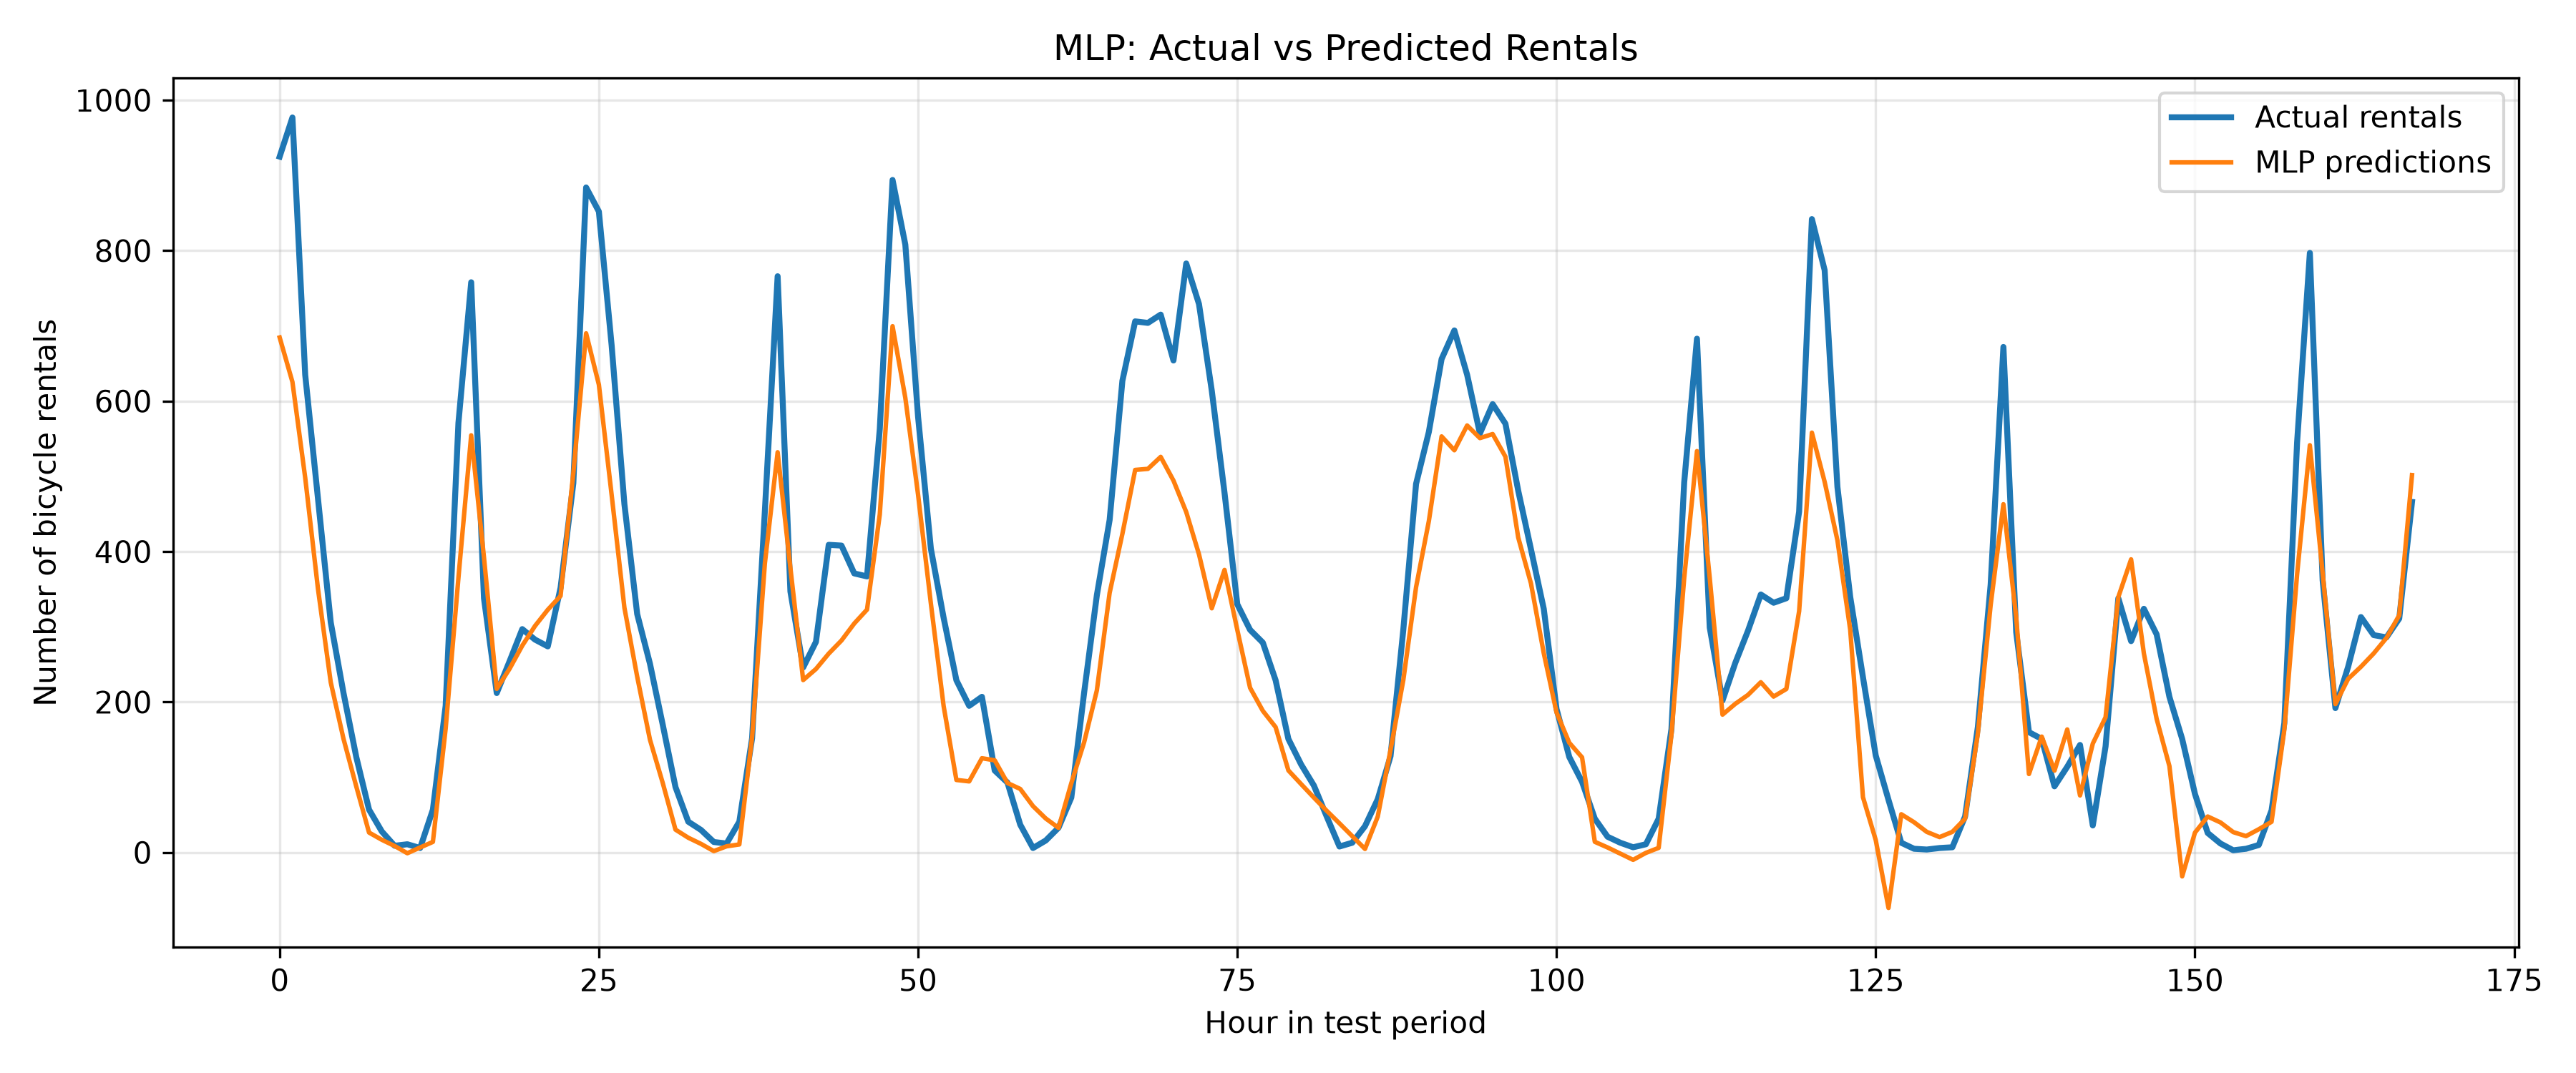 MLP: Actual vs Predicted Rentals
Actual rentals
MLP predictions
Number of bicycle rentals
1000
800
600
400
200
0
0 25 50 75 100 125 150 175
Hour in test period